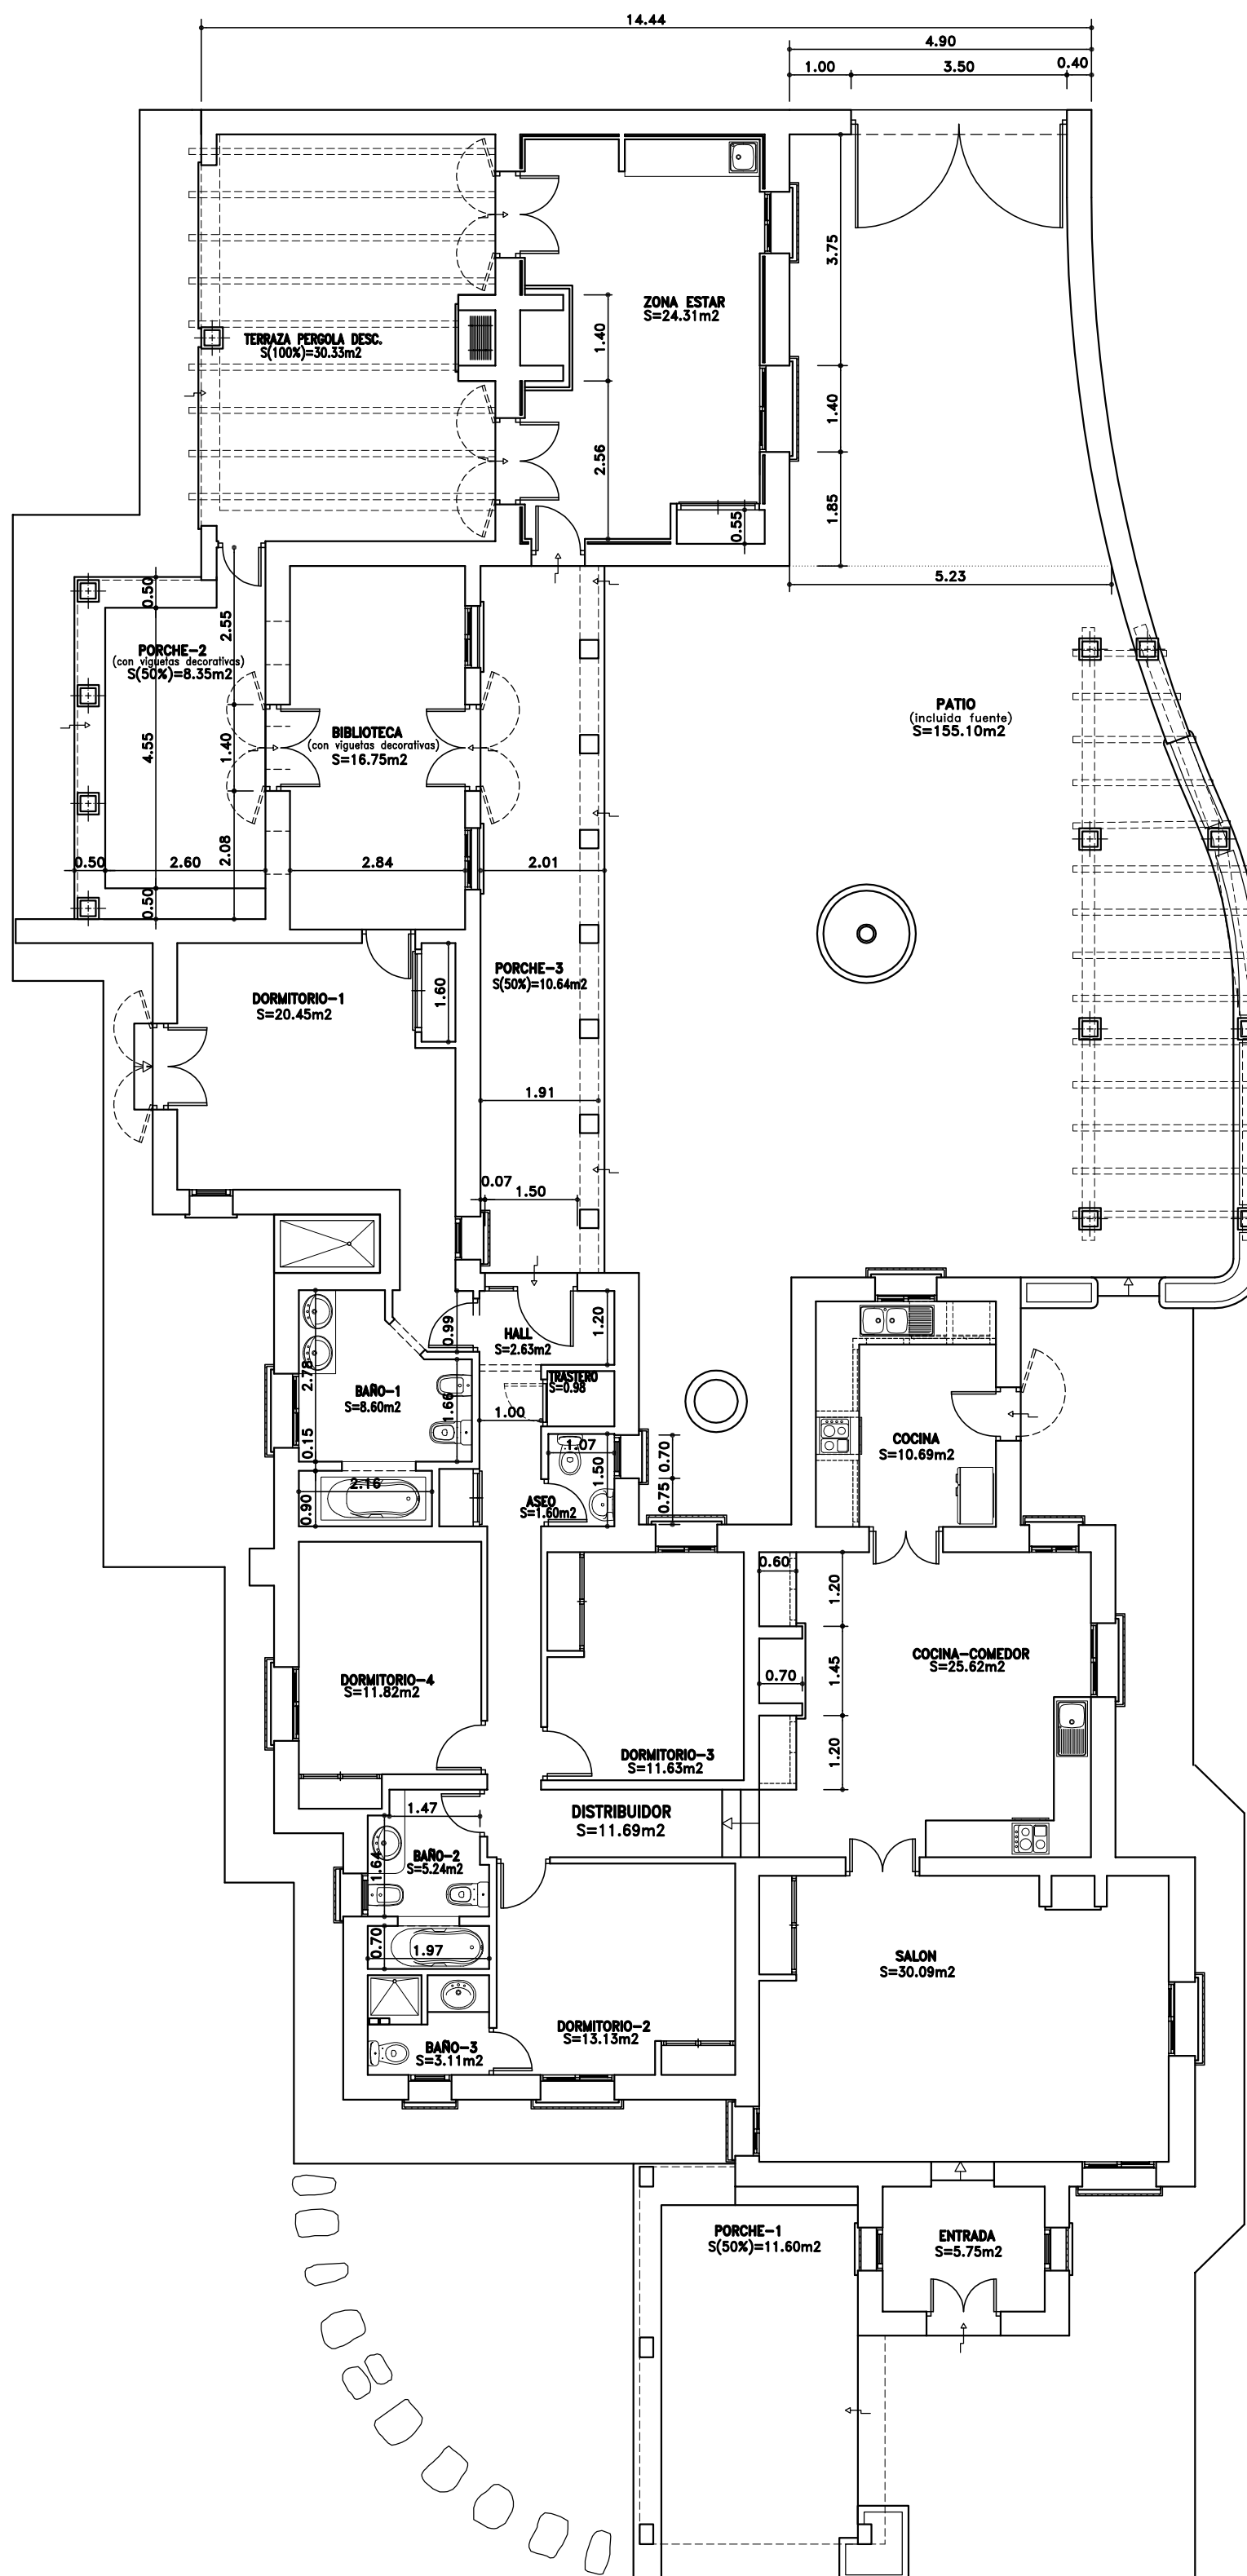 14.44
4.90
1.00
3.50
0.40
3.75
ZONA ESTAR
S=24.31m2
1.40
TERRAZA PERGOLA DESC.
S(100%)=30.33m2
1.40
2.56
1.85
0.55
5.23
0.50
2.55
PORCHE-2
(con viguetas decorativas)
S(50%)=8.35m2
4.55
1.40
BIBLIOTECA
(con viguetas decorativas)
S=16.75m2
PATIO
(incluida fuente)
S=155.10m2
2.08
0.50
2.60
2.84
2.01
0.50
PORCHE-3
S(50%)=10.64m2
1.60
DORMITORIO-1
S=20.45m2
1.91
0.07
1.50
0.99
HALL
S=2.63m2
1.20
2.78
BAÑO-1
S=8.60m2
1.66
TRASTERO
S=0.98
1.00
0.15
1.07
0.70
1.50
0.75
COCINA
S=10.69m2
2.16
0.90
ASEO
S=1.60m2
0.60
1.20
DORMITORIO-4
S=11.82m2
0.70
1.45
COCINA-COMEDOR
S=25.62m2
DORMITORIO-3
S=11.63m2
1.20
1.47
DISTRIBUIDOR
S=11.69m2
1.64
BAÑO-2
S=5.24m2
0.70
1.97
SALON
S=30.09m2
DORMITORIO-2
S=13.13m2
BAÑO-3
S=3.11m2
PORCHE-1
S(50%)=11.60m2
ENTRADA
S=5.75m2